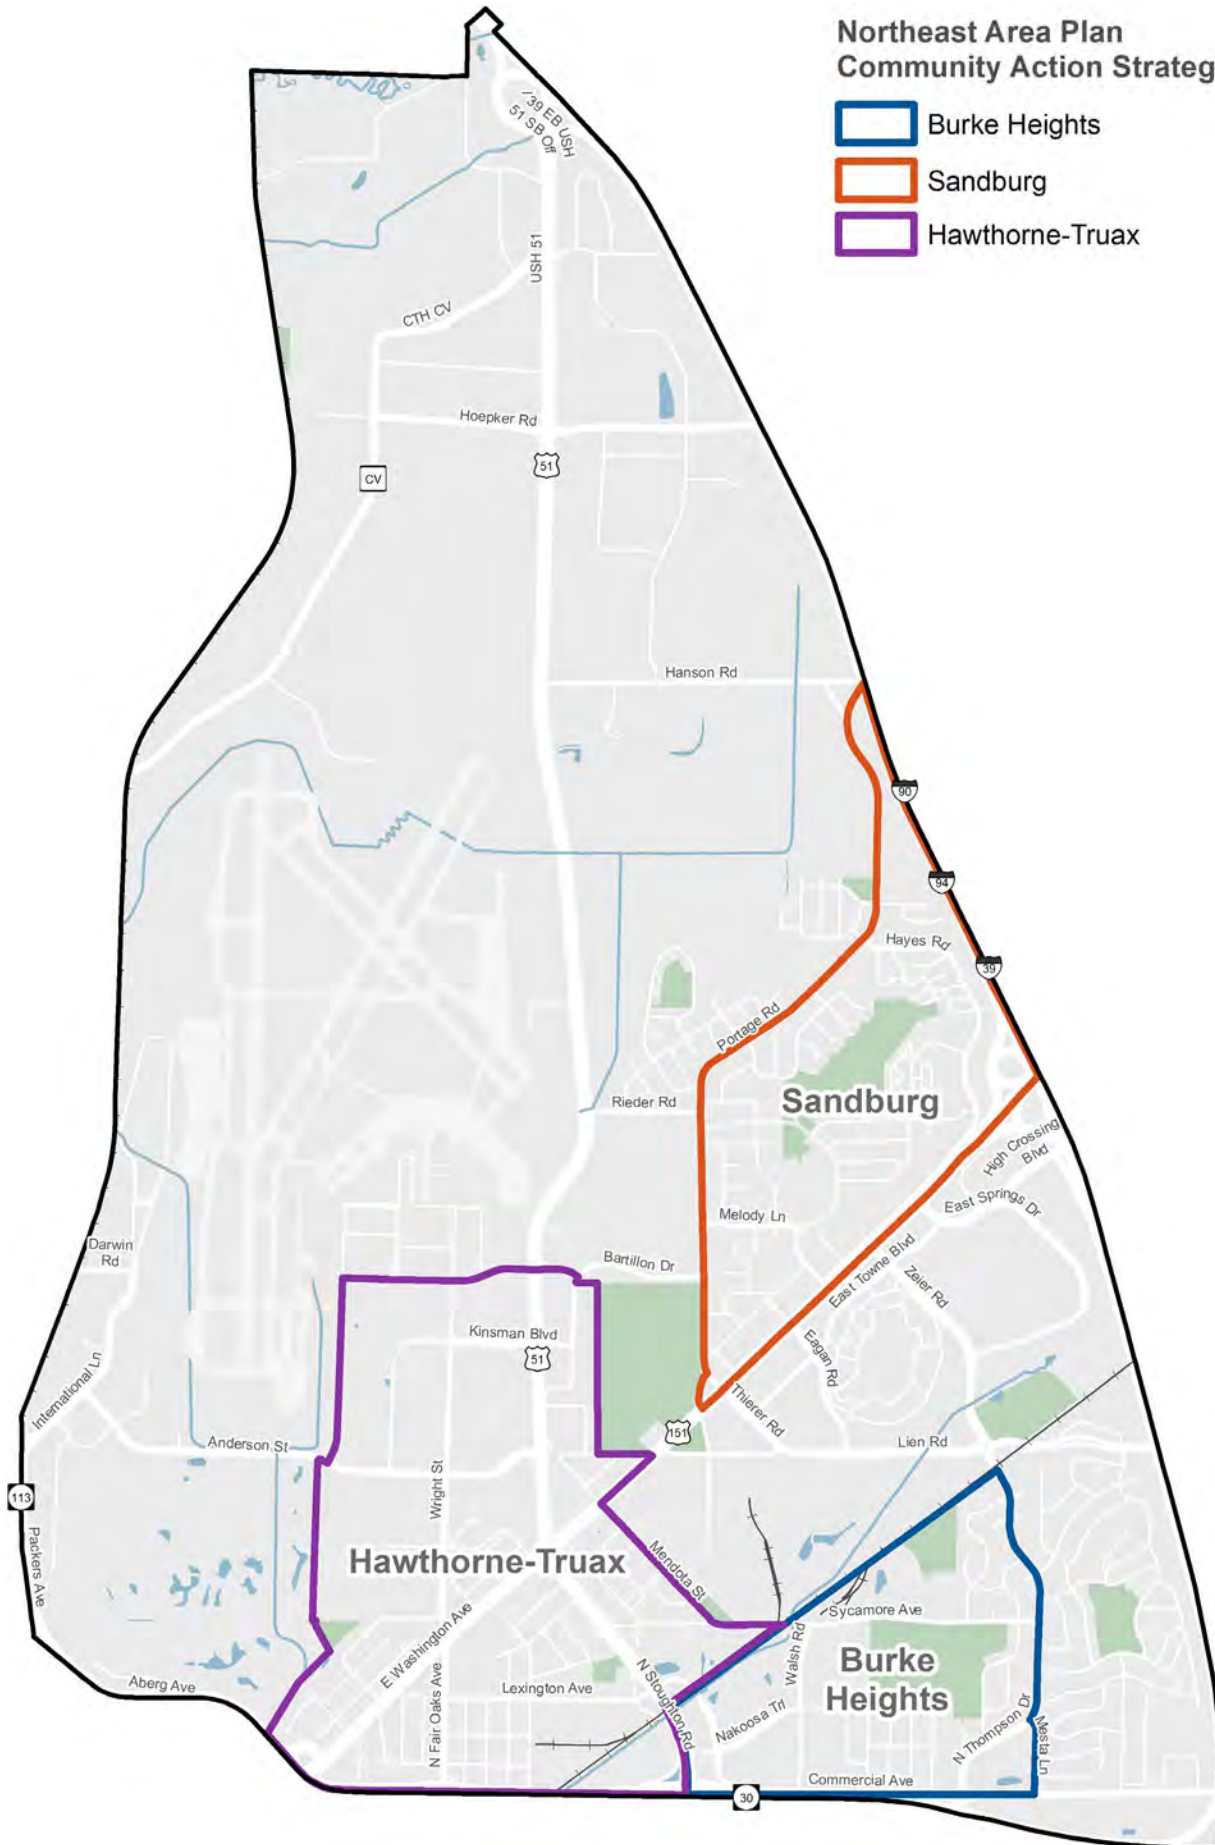 Northeast Area Plan
Community Action Strateg
Burke Heights
Sandburg
Hawthorne-Truax
/39 EB USH
51 SB Off
USH 51
CTH CV
Hoepker Rd
51
CV
Hanson Rd
90
94
Hayes Rd
39
Portage Rd
Sandburg
Rieder Rd
High Crossing
Blvd
East Springs Dr
Melody Ln
Darwin
Rd
Bartillon Dr
East Towne Blvd
Zeier Rd
Kinsman Blvd
51
Eagan Rd
International Ln
Thierer Rd
151
Anderson St
Lien Rd
Wright St
113
Packers Ave
Hawthorne-Truax
Mendota St
Sycamore Ave
E Washington Ave
Walsh Rd
Burke
Heights
Aberg Ave
N Fair Oaks Ave
Lexington Ave
N Stoughton Rd
Nakoosa Trl
N Thompson Dr
Mesta Ln
Commercial Ave
30